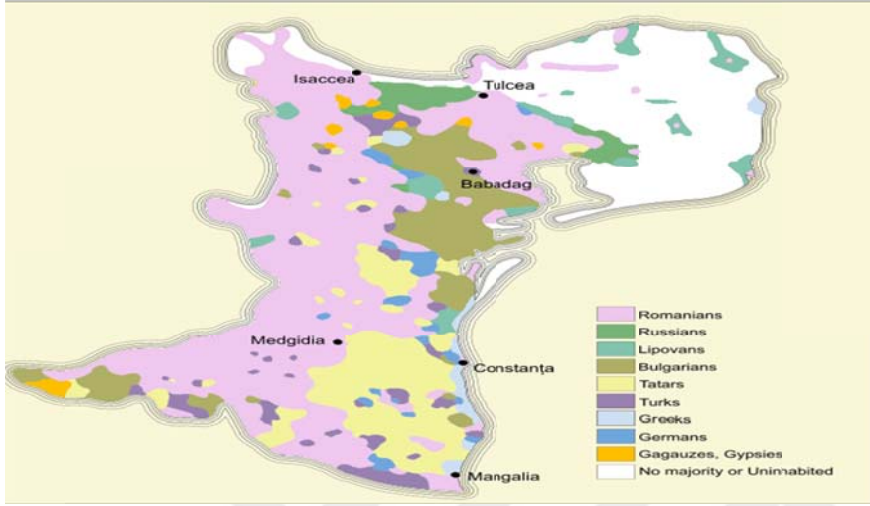 Isaccea
Tulcea
Babadag
Medgidia
Constanța
Mangalia
Romanians
Russians
Lipovans
Bulgarians
Tatars
Turks
Greeks
Germans
Gagauzes, Gypsies
No majority or Unimabited